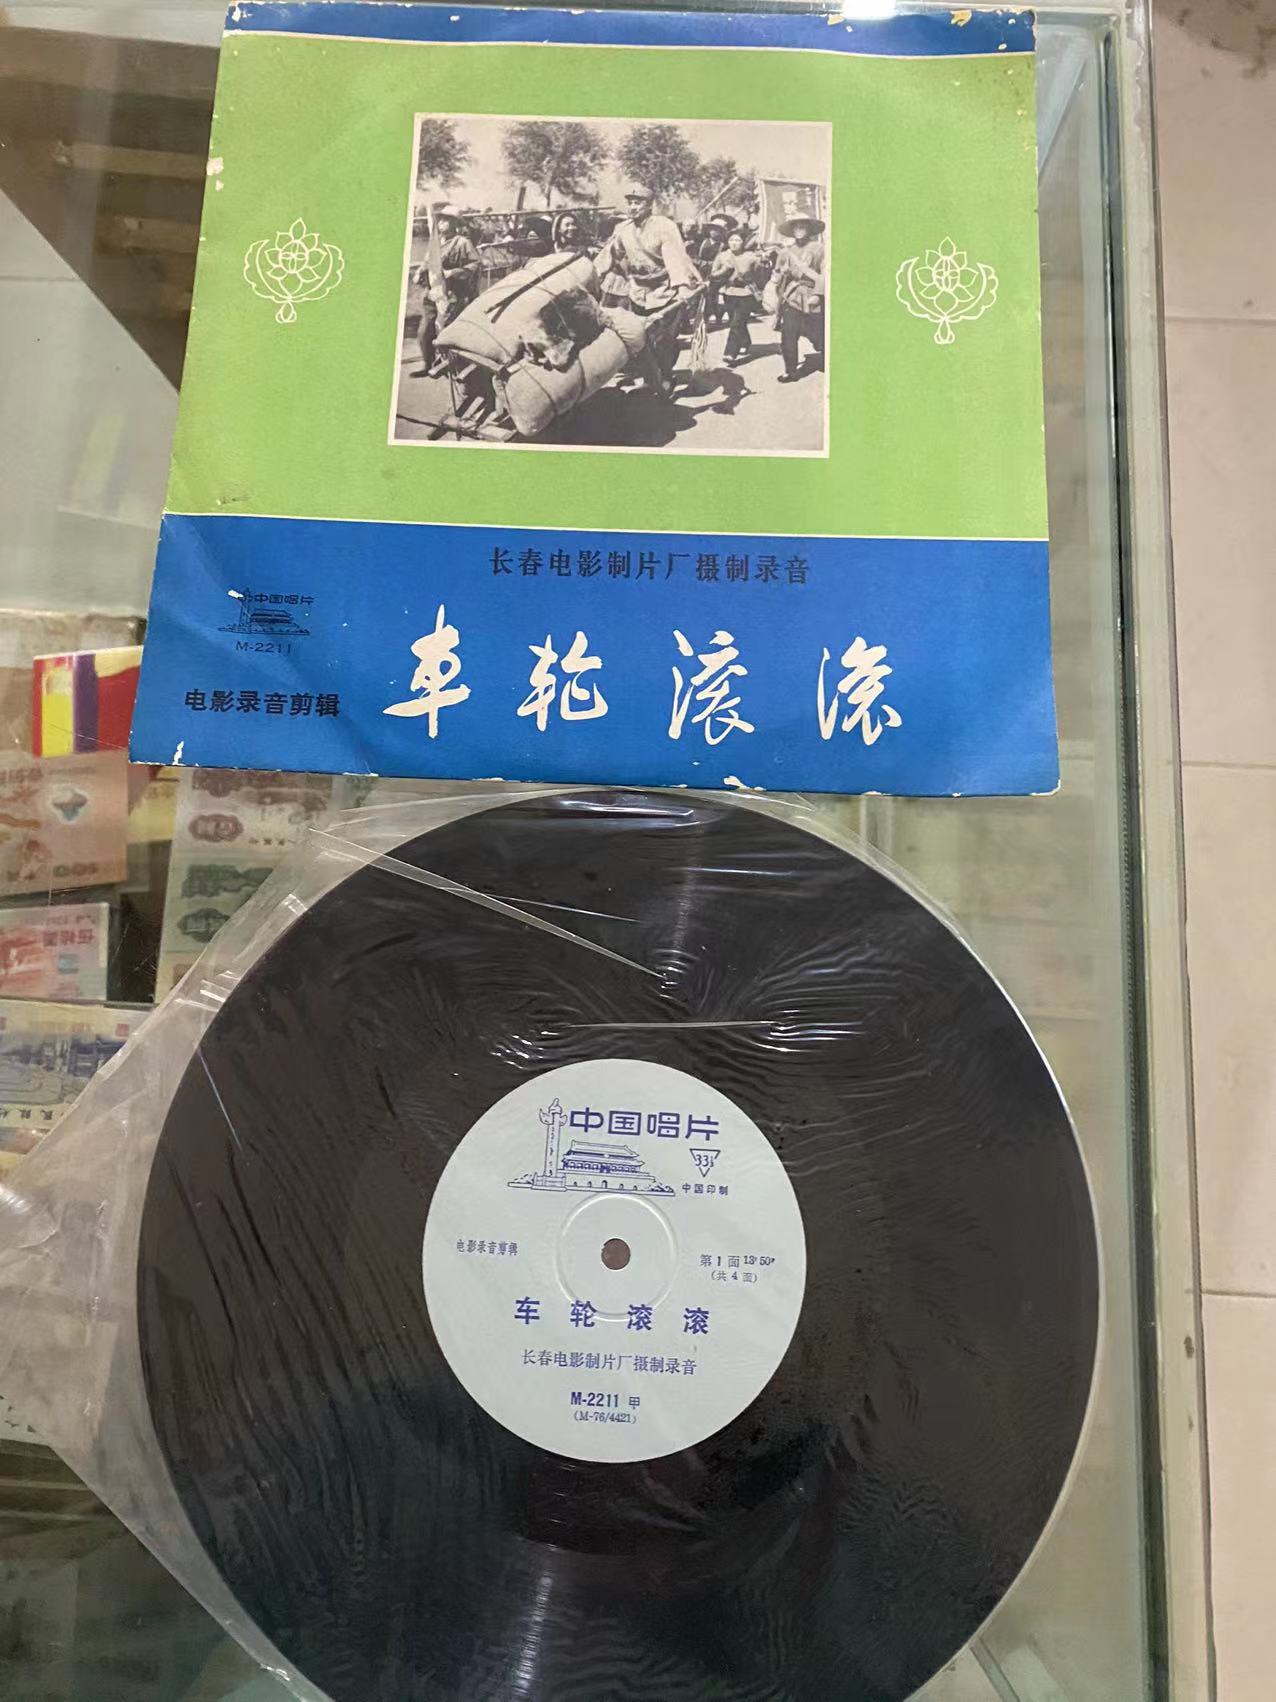 长春电影制片厂摄制录音
中国唱片
M-2211
电影录音剪辑
車轮滚滚
中国唱片
33⅓
中国印制
电影录音剪辑
第1面 13′50″
(共4面)
车轮滚滚
长春电影制片厂摄制录音
M-2211 甲
(M-76/4421)